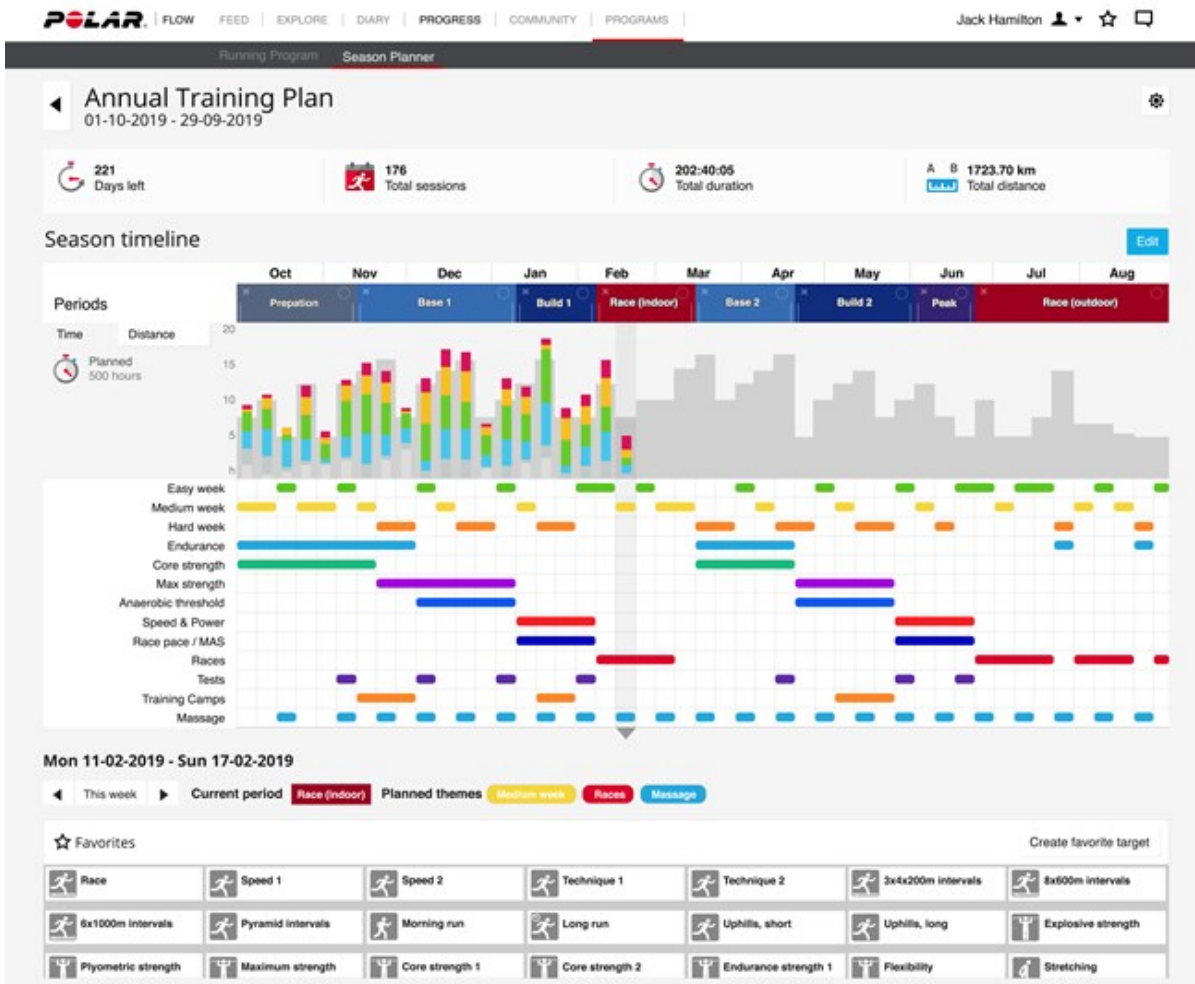 POLAR. FLOW FEED EXPLORE DIARY PROGRESS COMMUNITY PROGRAMS Jack Hamilton
Running Program Season Planner
Annual Training Plan
01-10-2019 - 29-09-2019
221 176 202:40:05 A B 1723.70 km
Days left Total sessions Total duration Total distance
Season timeline Edit
Oct Nov Dec Jan Feb Mar Apr May Jun Jul Aug
Periods Prepation Base 1 Build 1 Race (indoor) Base 2 Build 2 Peak Race (outdoor)
Time Distance 20
Planned 15
500 hours
10
5
h
Easy week
Medium week
Hard week
Endurance
Core strength
Max strength
Anaerobic threshold
Speed & Power
Race pace / MAS
Races
Tests
Training Camps
Massage
Mon 11-02-2019 - Sun 17-02-2019
This week Current period Race (indoor) Planned themes Medium week Races Massage
Favorites Create favorite target
Race Speed 1 Speed 2 Technique 1 Technique 2 3x4x200m intervals 8x600m intervals
6x1000m intervals Pyramid intervals Morning run Long run Uphills, short Uphills, long Explosive strength
Plyometric strength Maximum strength Core strength 1 Core strength 2 Endurance strength 1 Flexibility Stretching